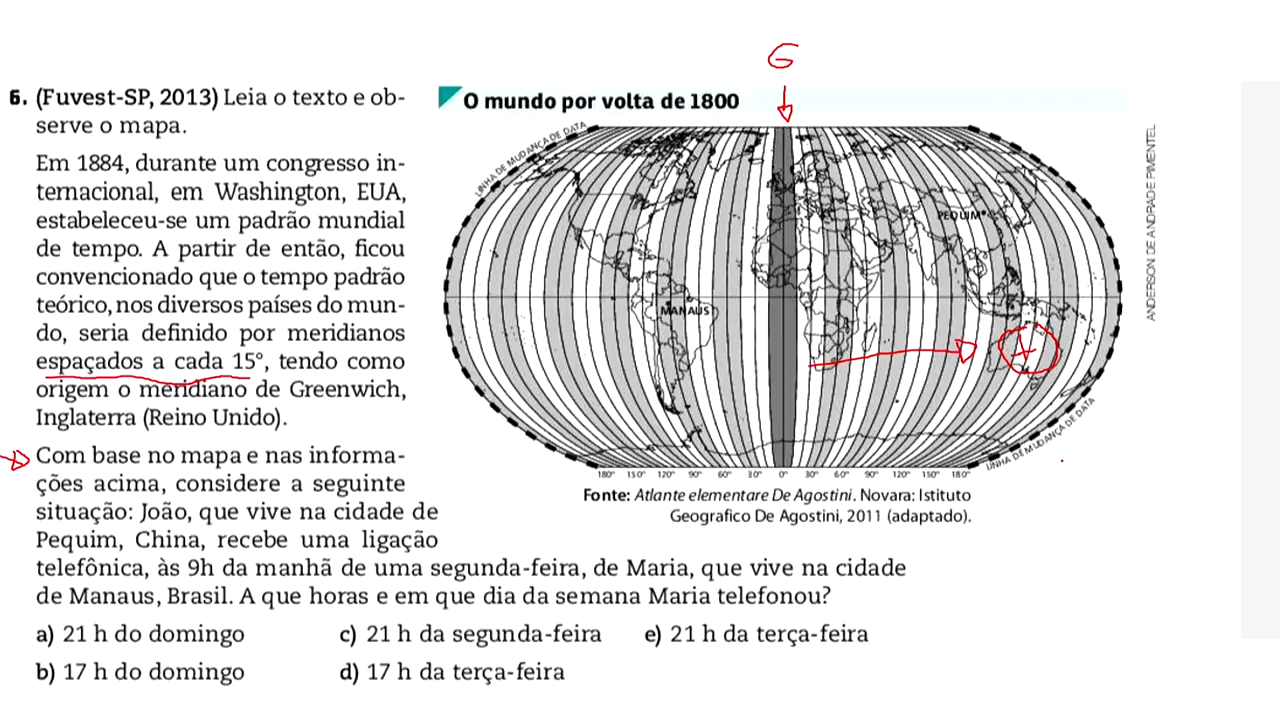 G
6. (Fuvest-SP, 2013) Leia o texto e ob-
serve o mapa.
Em 1884, durante um congresso in-
ternacional, em Washington, EUA,
estabeleceu-se um padrão mundial
de tempo. A partir de então, ficou
convencionado que o tempo padrão
teórico, nos diversos países do mun-
do, seria definido por meridianos
espaçados a cada 15°, tendo como
origem o meridiano de Greenwich,
Inglaterra (Reino Unido).
Com base no mapa e nas informa-
ções acima, considere a seguinte
situação: João, que vive na cidade de
Pequim, China, recebe uma ligação
telefônica, às 9h da manhã de uma segunda-feira, de Maria, que vive na cidade
de Manaus, Brasil. A que horas e em que dia da semana Maria telefonou?
a) 21 h do domingo
b) 17 h do domingo
c) 21 h da segunda-feira
d) 17 h da terça-feira
e) 21 h da terça-feira
O mundo por volta de 1800
LINHA DE MUDANÇA DE DATA
PEQUIM
MANAUS
+
LINHA DE MUDANÇA DE DATA
180° 150° 120° 90° 60° 30° 0° 30° 60° 90° 120° 150° 180°
Fonte: Atlante elementare De Agostini. Novara: Istituto
Geografico De Agostini, 2011 (adaptado).
ANDERSON DE ANDRADE PIMENTEL